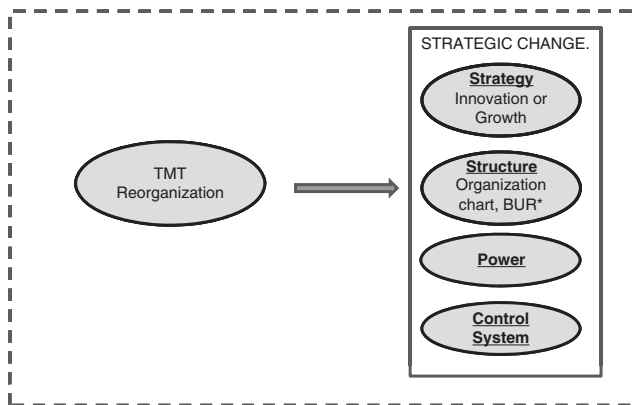 STRATEGIC CHANGE.
Strategy
Innovation or
Growth
TMT
Reorganization
Structure
Organization
chart, BUR*
Power
Control
System